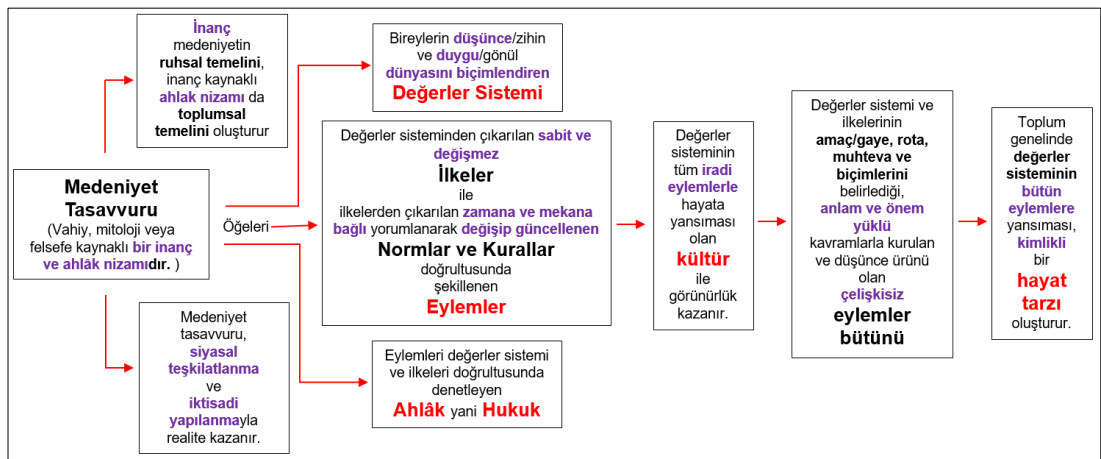 İnanç
medeniyetin
ruhsal temelini,
inanç kaynaklı
ahlak nizamı da
toplumsal
temelini oluşturur
Medeniyet
Tasavvuru
(Vahiy, mitoloji veya
felsefe kaynaklı bir inanç
ve ahlâk nizamıdır. )
Medeniyet
tasavvuru,
siyasal
teşkilatlanma
ve
iktisadi
yapılanmayla
realite kazanır.
Öğeleri
Bireylerin düşünce/zihin
ve duygu/gönül
dünyasını biçimlendiren
Değerler Sistemi
Değerler sisteminden çıkarılan sabit ve
değişmez
İlkeler
ile
ilkelerden çıkarılan zamana ve mekana
bağlı yorumlanarak değişip güncellenen
Normlar ve Kurallar
doğrultusunda
şekillenen
Eylemler
Eylemleri değerler sistemi
ve ilkeleri doğrultusunda
denetleyen
Ahlâk yani Hukuk
Değerler
sisteminin
tüm iradi
eylemlerle
hayata
yansıması
olan
kültür
ile
görünürlük
kazanır.
Değerler sistemi ve
ilkelerinin
amaç/gaye, rota,
muhteva ve
biçimlerini
belirlediği,
anlam ve önem
yüklü
kavramlarla kurulan
ve düşünce ürünü
olan
çelişkisiz
eylemler
bütünü
Toplum
genelinde
değerler
sisteminin
bütün
eylemlere
yansıması,
kimlikli
bir
hayat
tarzı
oluşturur.